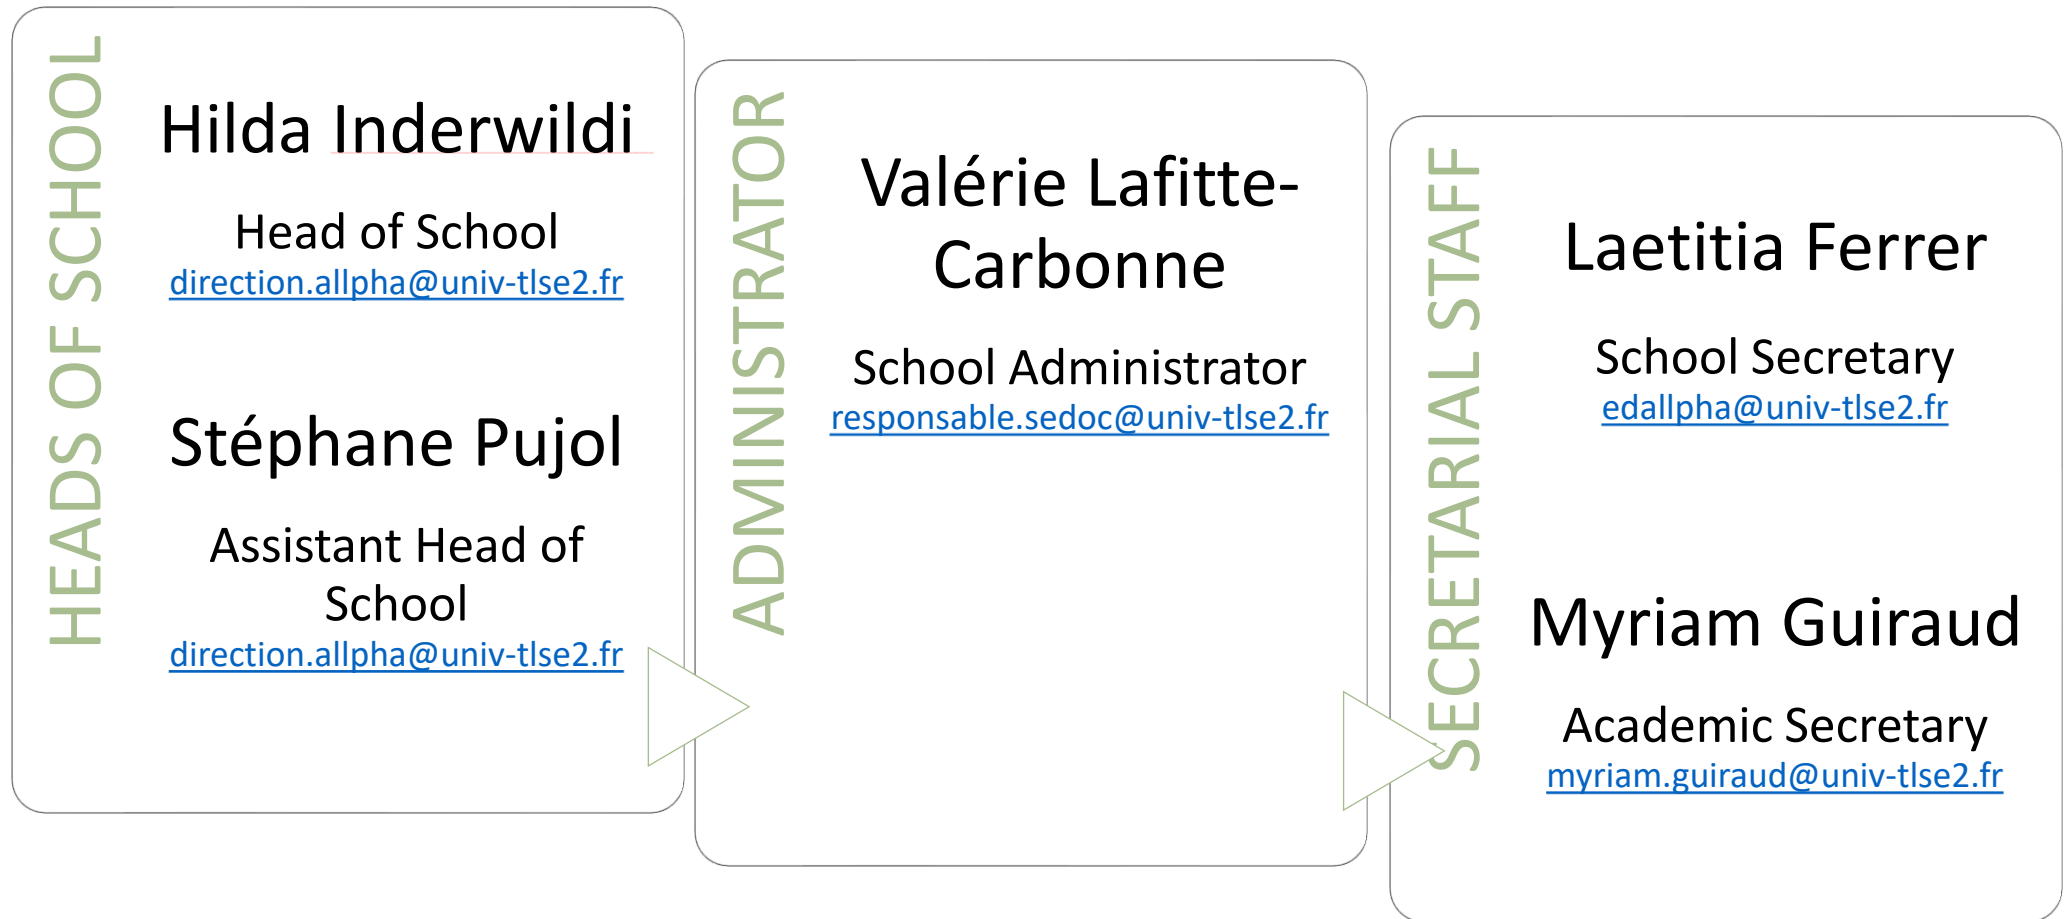 HEADS OF SCHOOL
Hilda Inderwildi
Head of School
direction.allpha@univ-tlse2.fr
Stéphane Pujol
Assistant Head of
School
direction.allpha@univ-tlse2.fr
ADMINISTRATOR
Valérie Lafitte-
Carbonne
School Administrator
responsable.sedoc@univ-tlse2.fr
SECRETARIAL STAFF
Laetitia Ferrer
School Secretary
edallpha@univ-tlse2.fr
Myriam Guiraud
Academic Secretary
myriam.guiraud@univ-tlse2.fr